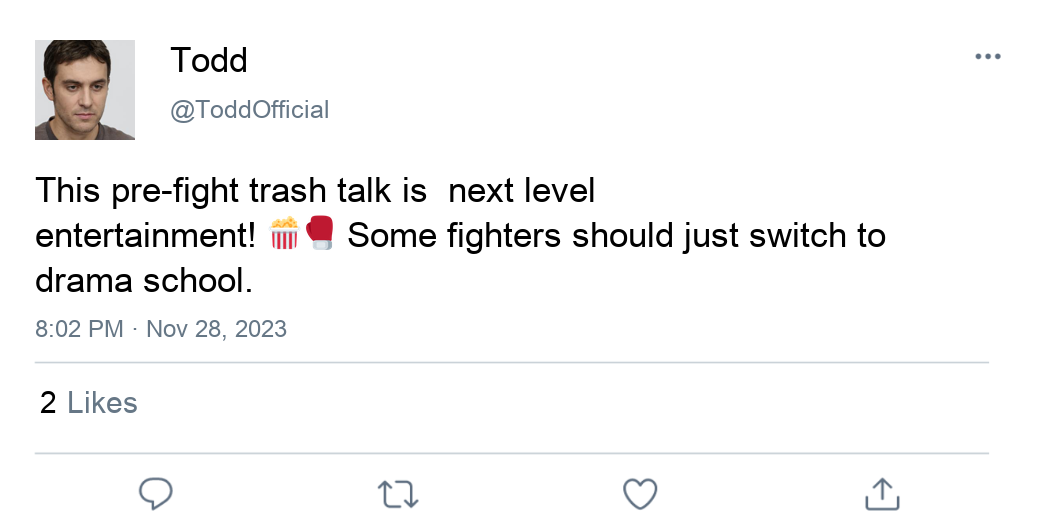 Todd
@ToddOfficial
This pre-fight trash talk is  next level
entertainment! 🍿🥊 Some fighters should just switch to
drama school.
8:02 PM · Nov 28, 2023
2 Likes